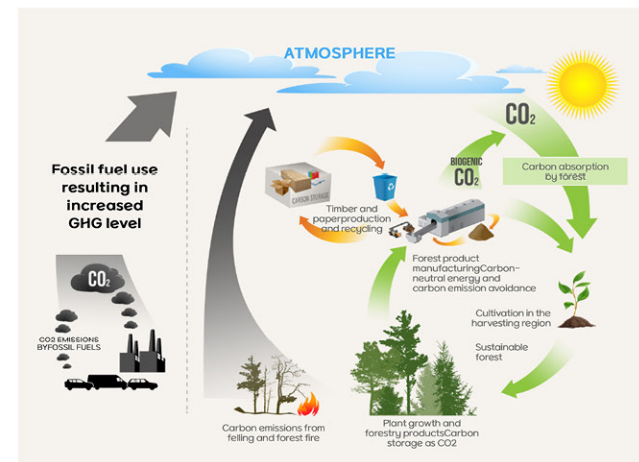 ATMOSPHERE
Fossil fuel use
resulting in
increased
GHG level
CO₂
CO2 EMISSIONS
BYFOSSIL FUELS
Carbon emissions from
felling and forest fire
CARBON STORAGE
Timber and
paperproduction
and recycling
BIOGENIC
CO₂
CO₂
Carbon absorption
by forest
Forest product
manufacturingCarbon-
neutral energy and
carbon emission avoidance
Cultivation in the
harvesting region
Sustainable
forest
Plant growth and
forestry productsCarbon
storage as CO2